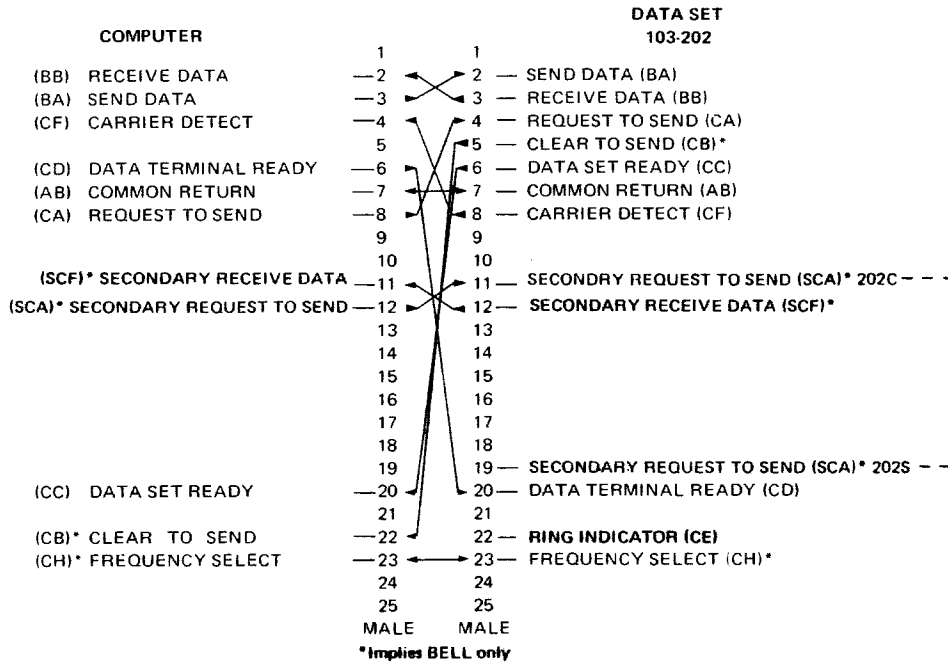 COMPUTER
DATA SET
103-202
1 1
(BB) RECEIVE DATA 2 2 SEND DATA (BA)
(BA) SEND DATA 3 3 RECEIVE DATA (BB)
(CF) CARRIER DETECT 4 4 REQUEST TO SEND (CA)
5 5 CLEAR TO SEND (CB)*
(CD) DATA TERMINAL READY 6 6 DATA SET READY (CC)
(AB) COMMON RETURN 7 7 COMMON RETURN (AB)
(CA) REQUEST TO SEND 8 8 CARRIER DETECT (CF)
9 9
10 10
(SCF)* SECONDARY RECEIVE DATA 11 11 SECONDRY REQUEST TO SEND (SCA)* 202C
(SCA)* SECONDARY REQUEST TO SEND 12 12 SECONDARY RECEIVE DATA (SCF)*
13 13
14 14
15 15
16 16
17 17
18 18
19 19 SECONDARY REQUEST TO SEND (SCA)* 202S
(CC) DATA SET READY 20 20 DATA TERMINAL READY (CD)
21 21
(CB)* CLEAR TO SEND 22 22 RING INDICATOR (CE)
(CH)* FREQUENCY SELECT 23 23 FREQUENCY SELECT (CH)*
24 24
25 25
MALE MALE
*Implies BELL only